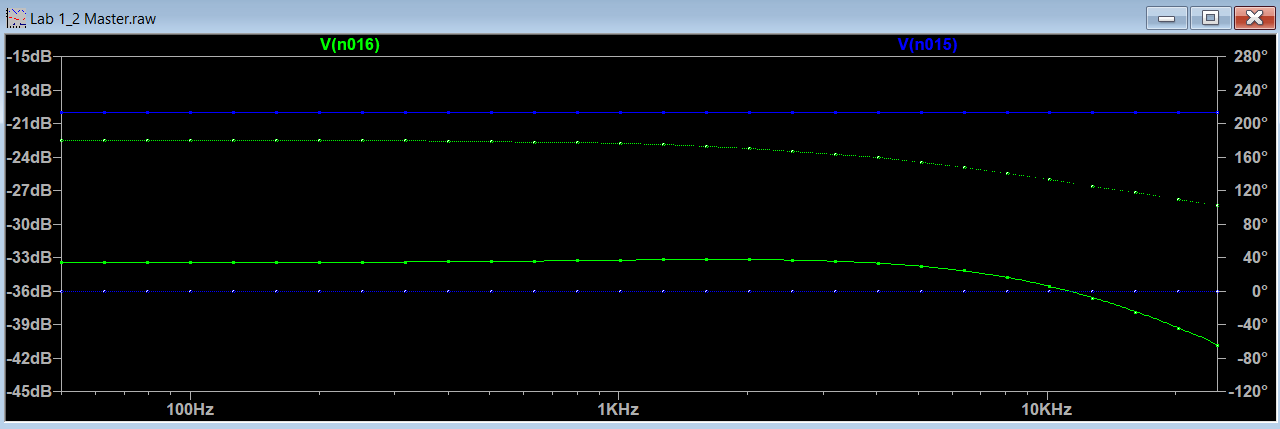 Lab 1_2 Master.raw
V(n016) V(n015)
-15dB 280°
-18dB 240°
-21dB 200°
-24dB 160°
-27dB 120°
-30dB 80°
-33dB 40°
-36dB 0°
-39dB -40°
-42dB -80°
-45dB -120°
100Hz 1KHz 10KHz